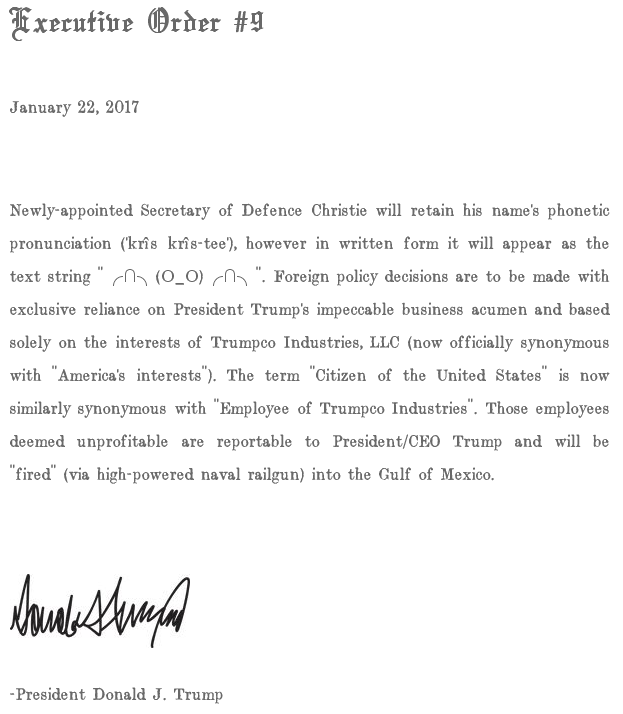 Executive Order #9
January 22, 2017
Newly-appointed Secretary of Defence Christie will retain his name's phonetic
pronunciation ('krîs krîs-tee'), however in written form it will appear as the
text string " ╭∩╮ (O_O) ╭∩╮ ". Foreign policy decisions are to be made with
exclusive reliance on President Trump's impeccable business acumen and based
solely on the interests of Trumpco Industries, LLC (now officially synonymous
with "America's interests"). The term "Citizen of the United States" is now
similarly synonymous with "Employee of Trumpco Industries". Those employees
deemed unprofitable are reportable to President/CEO Trump and will be
"fired" (via high-powered naval railgun) into the Gulf of Mexico.
Donald J Trump
-President Donald J. Trump